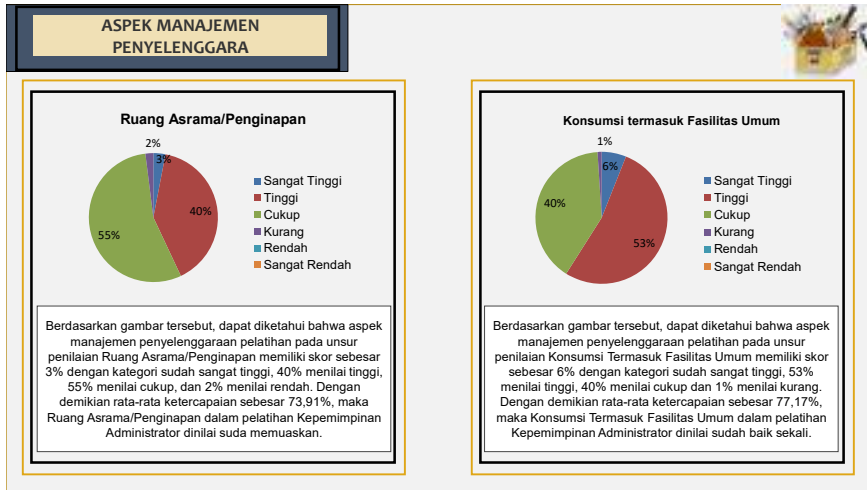 ASPEK MANAJEMEN
PENYELENGGARA
Ruang Asrama/Penginapan
2%
3%
40%
55%
Sangat Tinggi
Tinggi
Cukup
Kurang
Rendah
Sangat Rendah
Berdasarkan gambar tersebut, dapat diketahui bahwa aspek
manajemen penyelenggaraan pelatihan pada unsur
penilaian Ruang Asrama/Penginapan memiliki skor sebesar
3% dengan kategori sudah sangat tinggi, 40% menilai tinggi,
55% menilai cukup, dan 2% menilai rendah. Dengan
demikian rata-rata ketercapaian sebesar 73,91%, maka
Ruang Asrama/Penginapan dalam pelatihan Kepemimpinan
Administrator dinilai suda memuaskan.
Konsumsi termasuk Fasilitas Umum
1%
6%
40%
53%
Sangat Tinggi
Tinggi
Cukup
Kurang
Rendah
Sangat Rendah
Berdasarkan gambar tersebut, dapat diketahui bahwa aspek
manajemen penyelenggaraan pelatihan pada unsur
penilaian Konsumsi Termasuk Fasilitas Umum memiliki skor
sebesar 6% dengan kategori sudah sangat tinggi, 53%
menilai tinggi, 40% menilai cukup dan 1% menilai kurang.
Dengan demikian rata-rata ketercapaian sebesar 77,17%,
maka Konsumsi Termasuk Fasilitas Umum dalam pelatihan
Kepemimpinan Administrator dinilai sudah baik sekali.